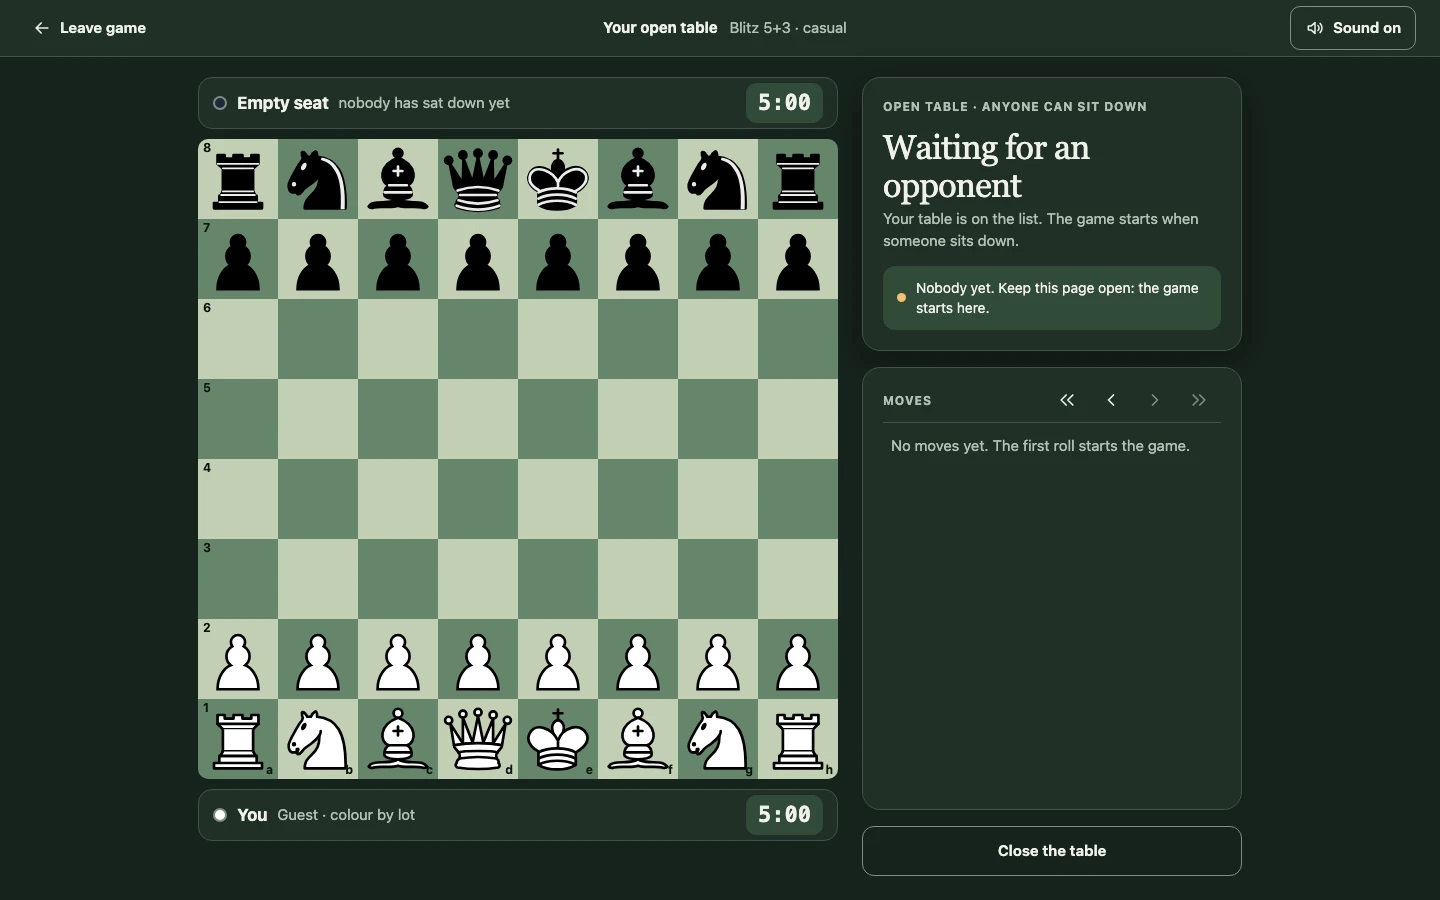 Leave game
Your open table Blitz 5+3 · casual
Sound on
Empty seat nobody has sat down yet 5:00
8
7
6
5
4
3
2
1
a b c d e f g h
You Guest · colour by lot 5:00
OPEN TABLE · ANYONE CAN SIT DOWN
Waiting for an
opponent
Your table is on the list. The game starts when
someone sits down.
Nobody yet. Keep this page open: the game
starts here.
MOVES
No moves yet. The first roll starts the game.
Close the table